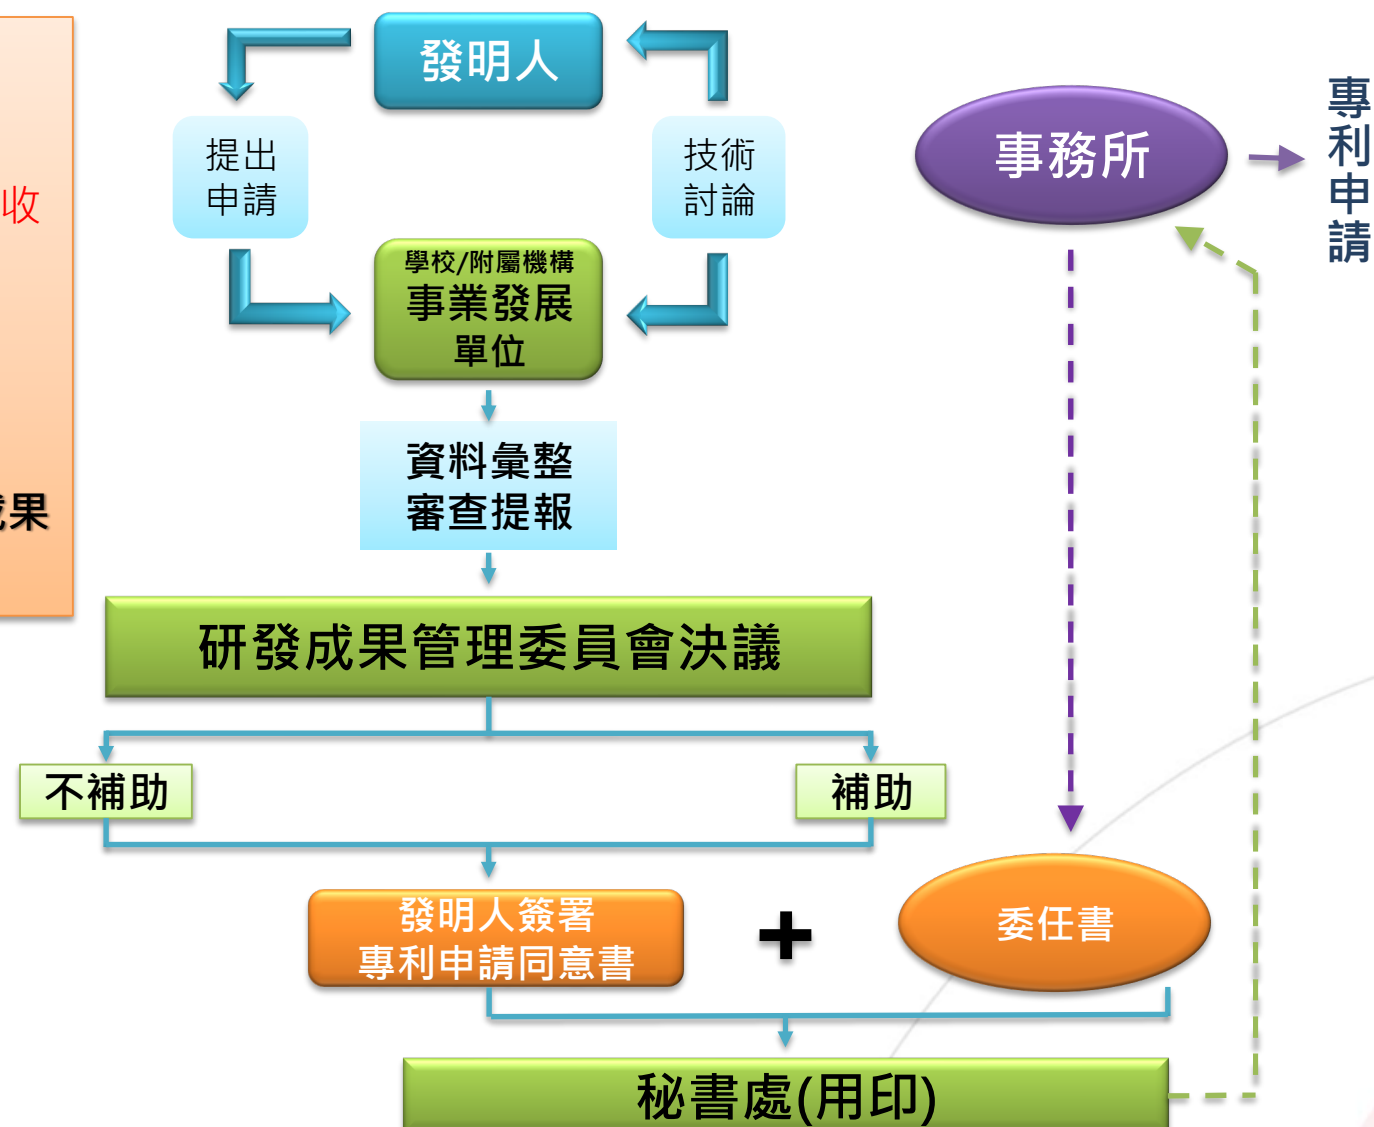 收
成果
發明人
提出
申請
技術
討論
學校/附屬機構
事業發展
單位
資料彙整
審查提報
研發成果管理委員會決議
不補助
補助
發明人簽署
專利申請同意書
+
委任書
秘書處(用印)
事務所
專利申請